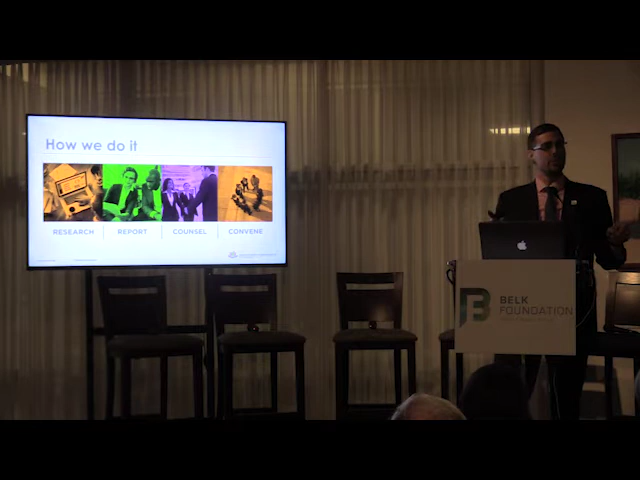 How we do it
RESEARCH
REPORT
COUNSEL
CONVENE
BELK
FOUNDATION